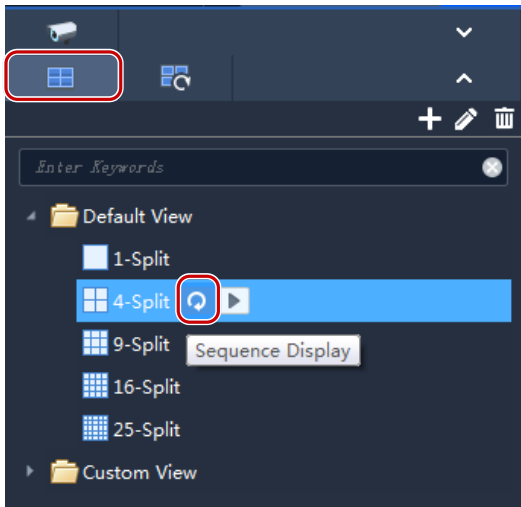 Enter Keywords
Default View
1-Split
4-Split
9-Split
Sequence Display
16-Split
25-Split
Custom View